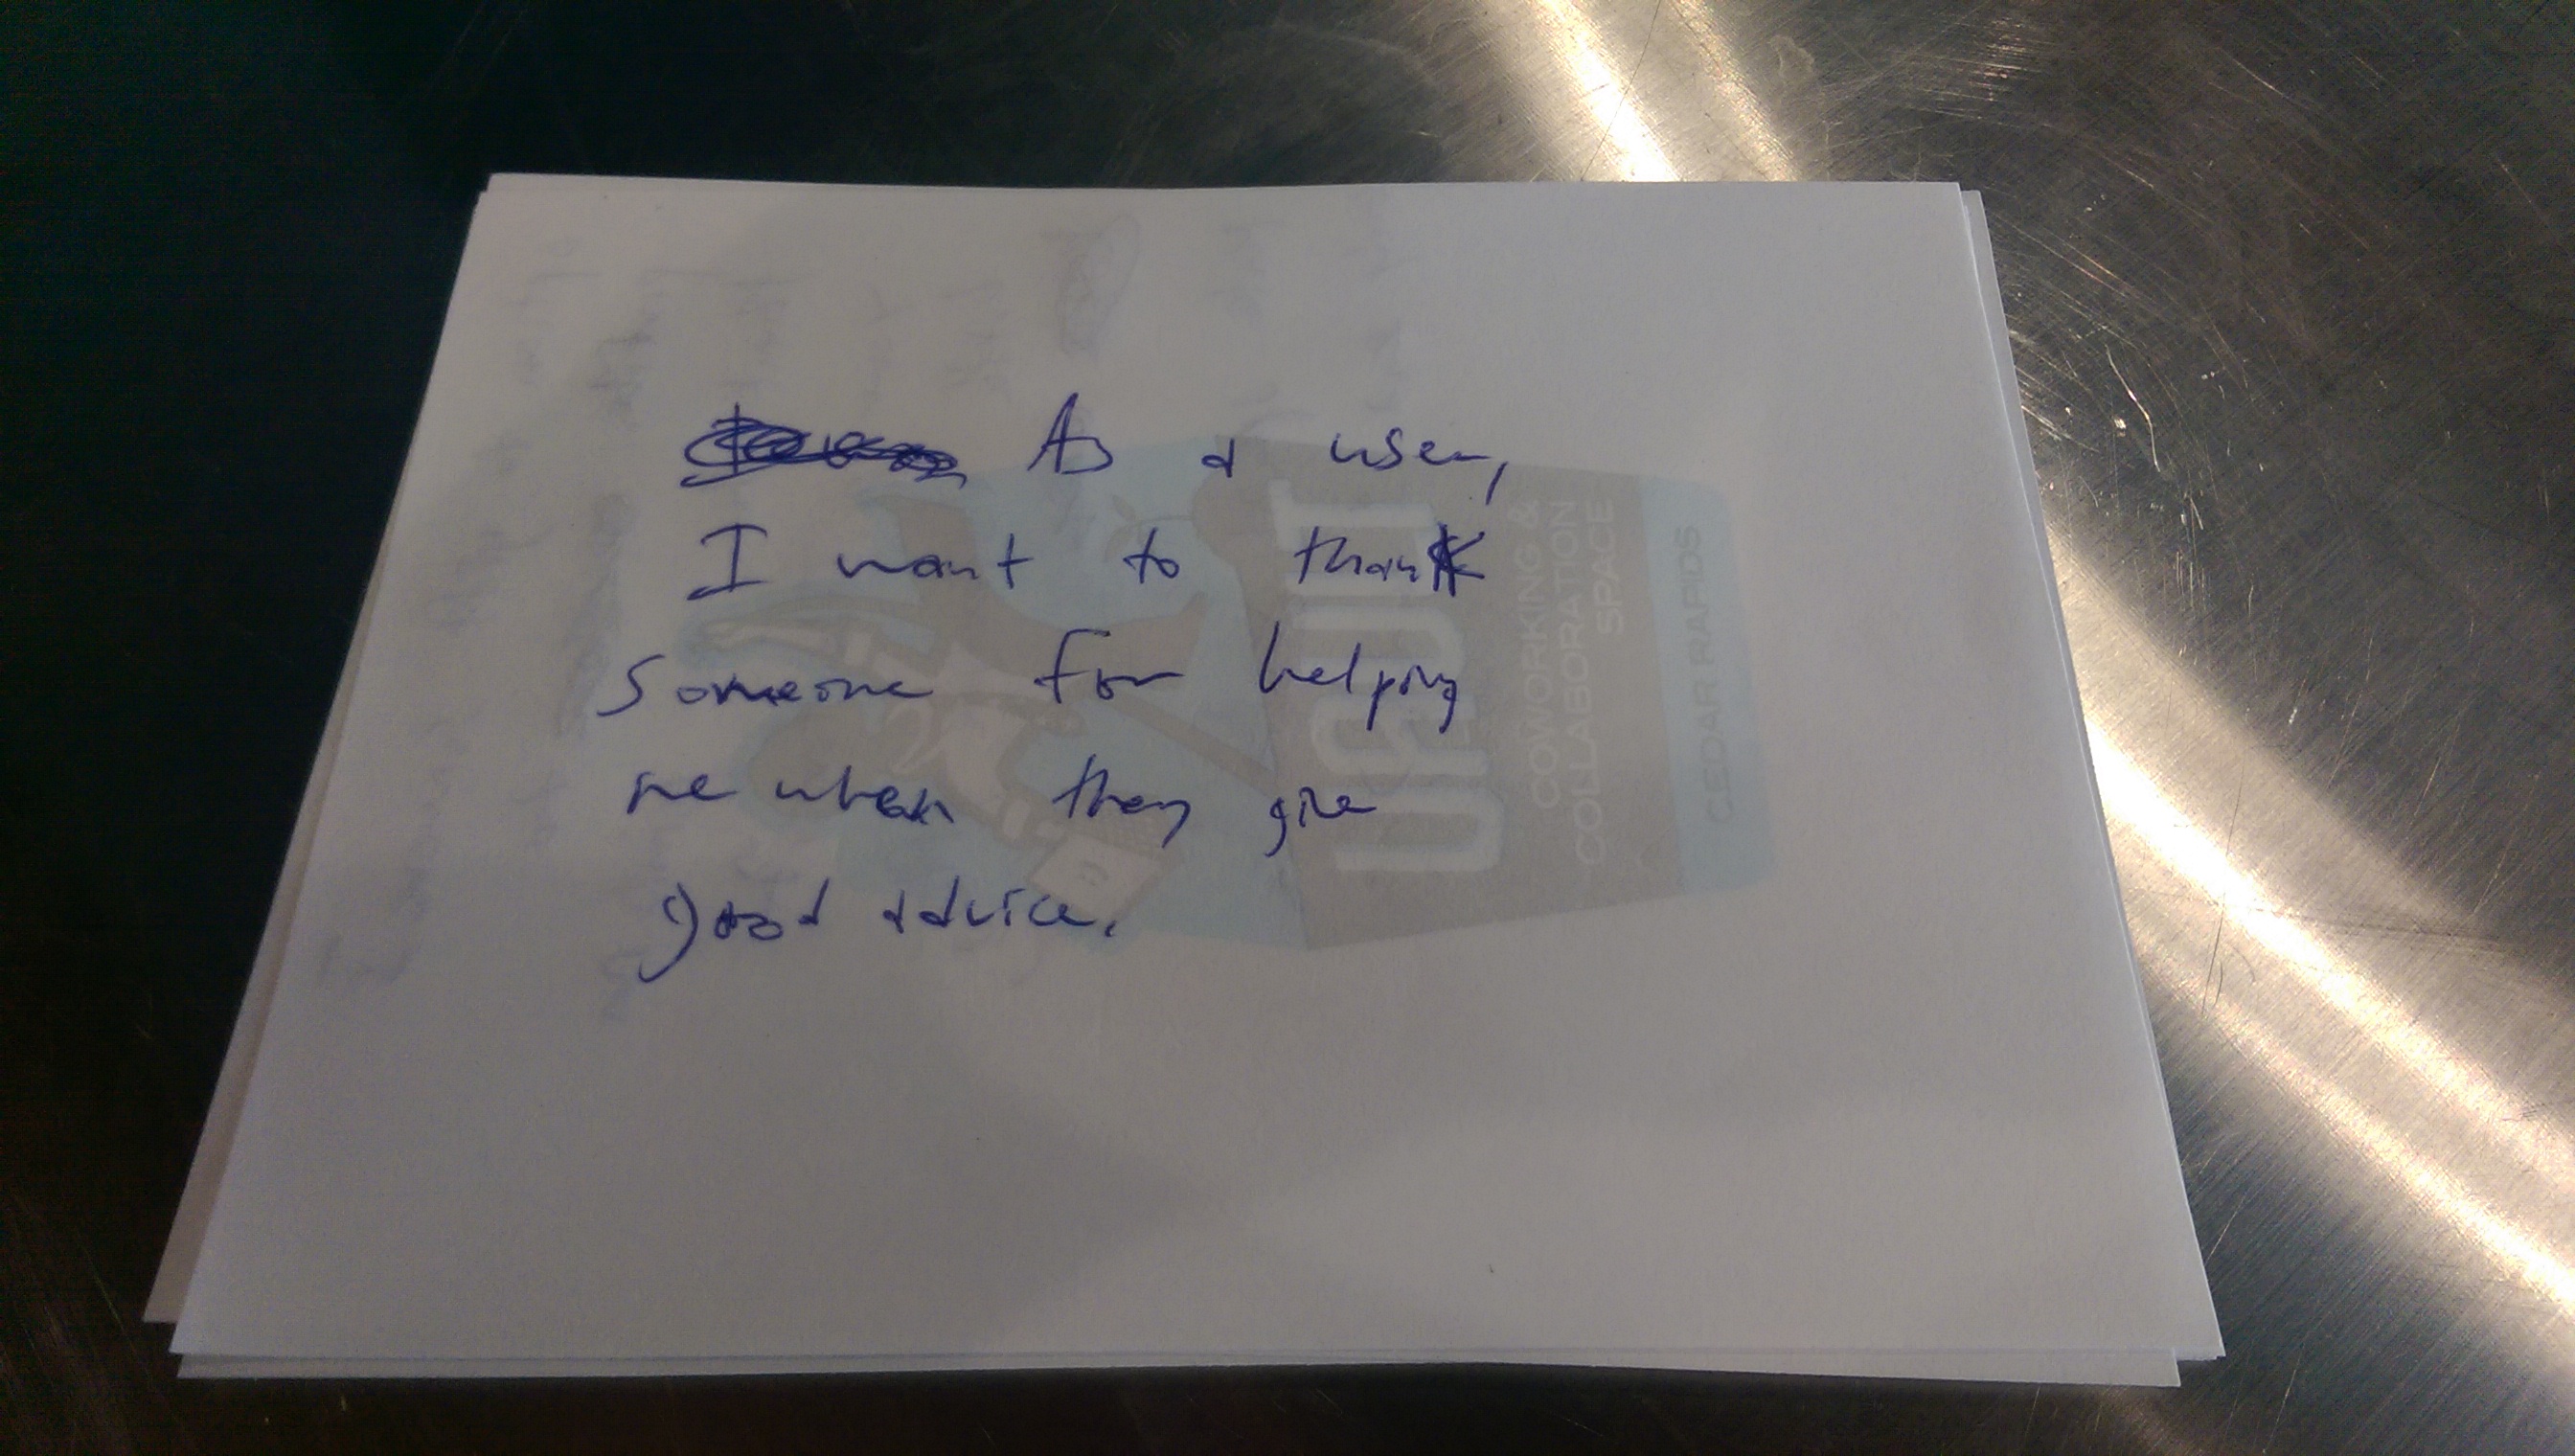 As a user,
I want to thank
someone for helping
me when they give
good advice.
UGUT
COWORKING &
COLLABORATION
SPACE
CEDAR RAPIDS